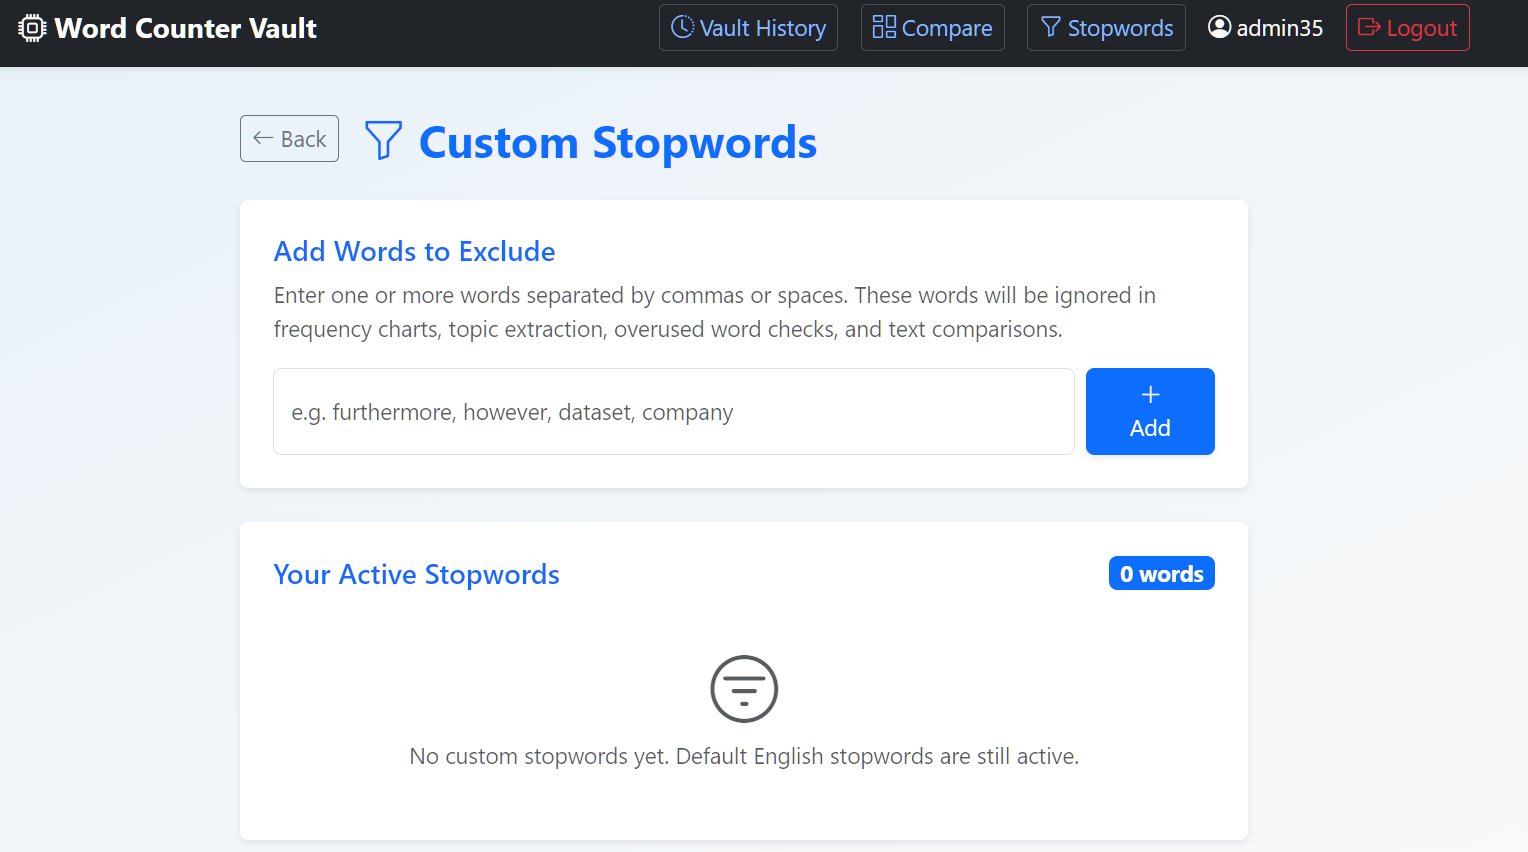 Word Counter Vault
Vault History
Compare
Stopwords
admin35
Logout
Back
Custom Stopwords
Add Words to Exclude
Enter one or more words separated by commas or spaces. These words will be ignored in
frequency charts, topic extraction, overused word checks, and text comparisons.
e.g. furthermore, however, dataset, company
Add
Your Active Stopwords
0 words
No custom stopwords yet. Default English stopwords are still active.